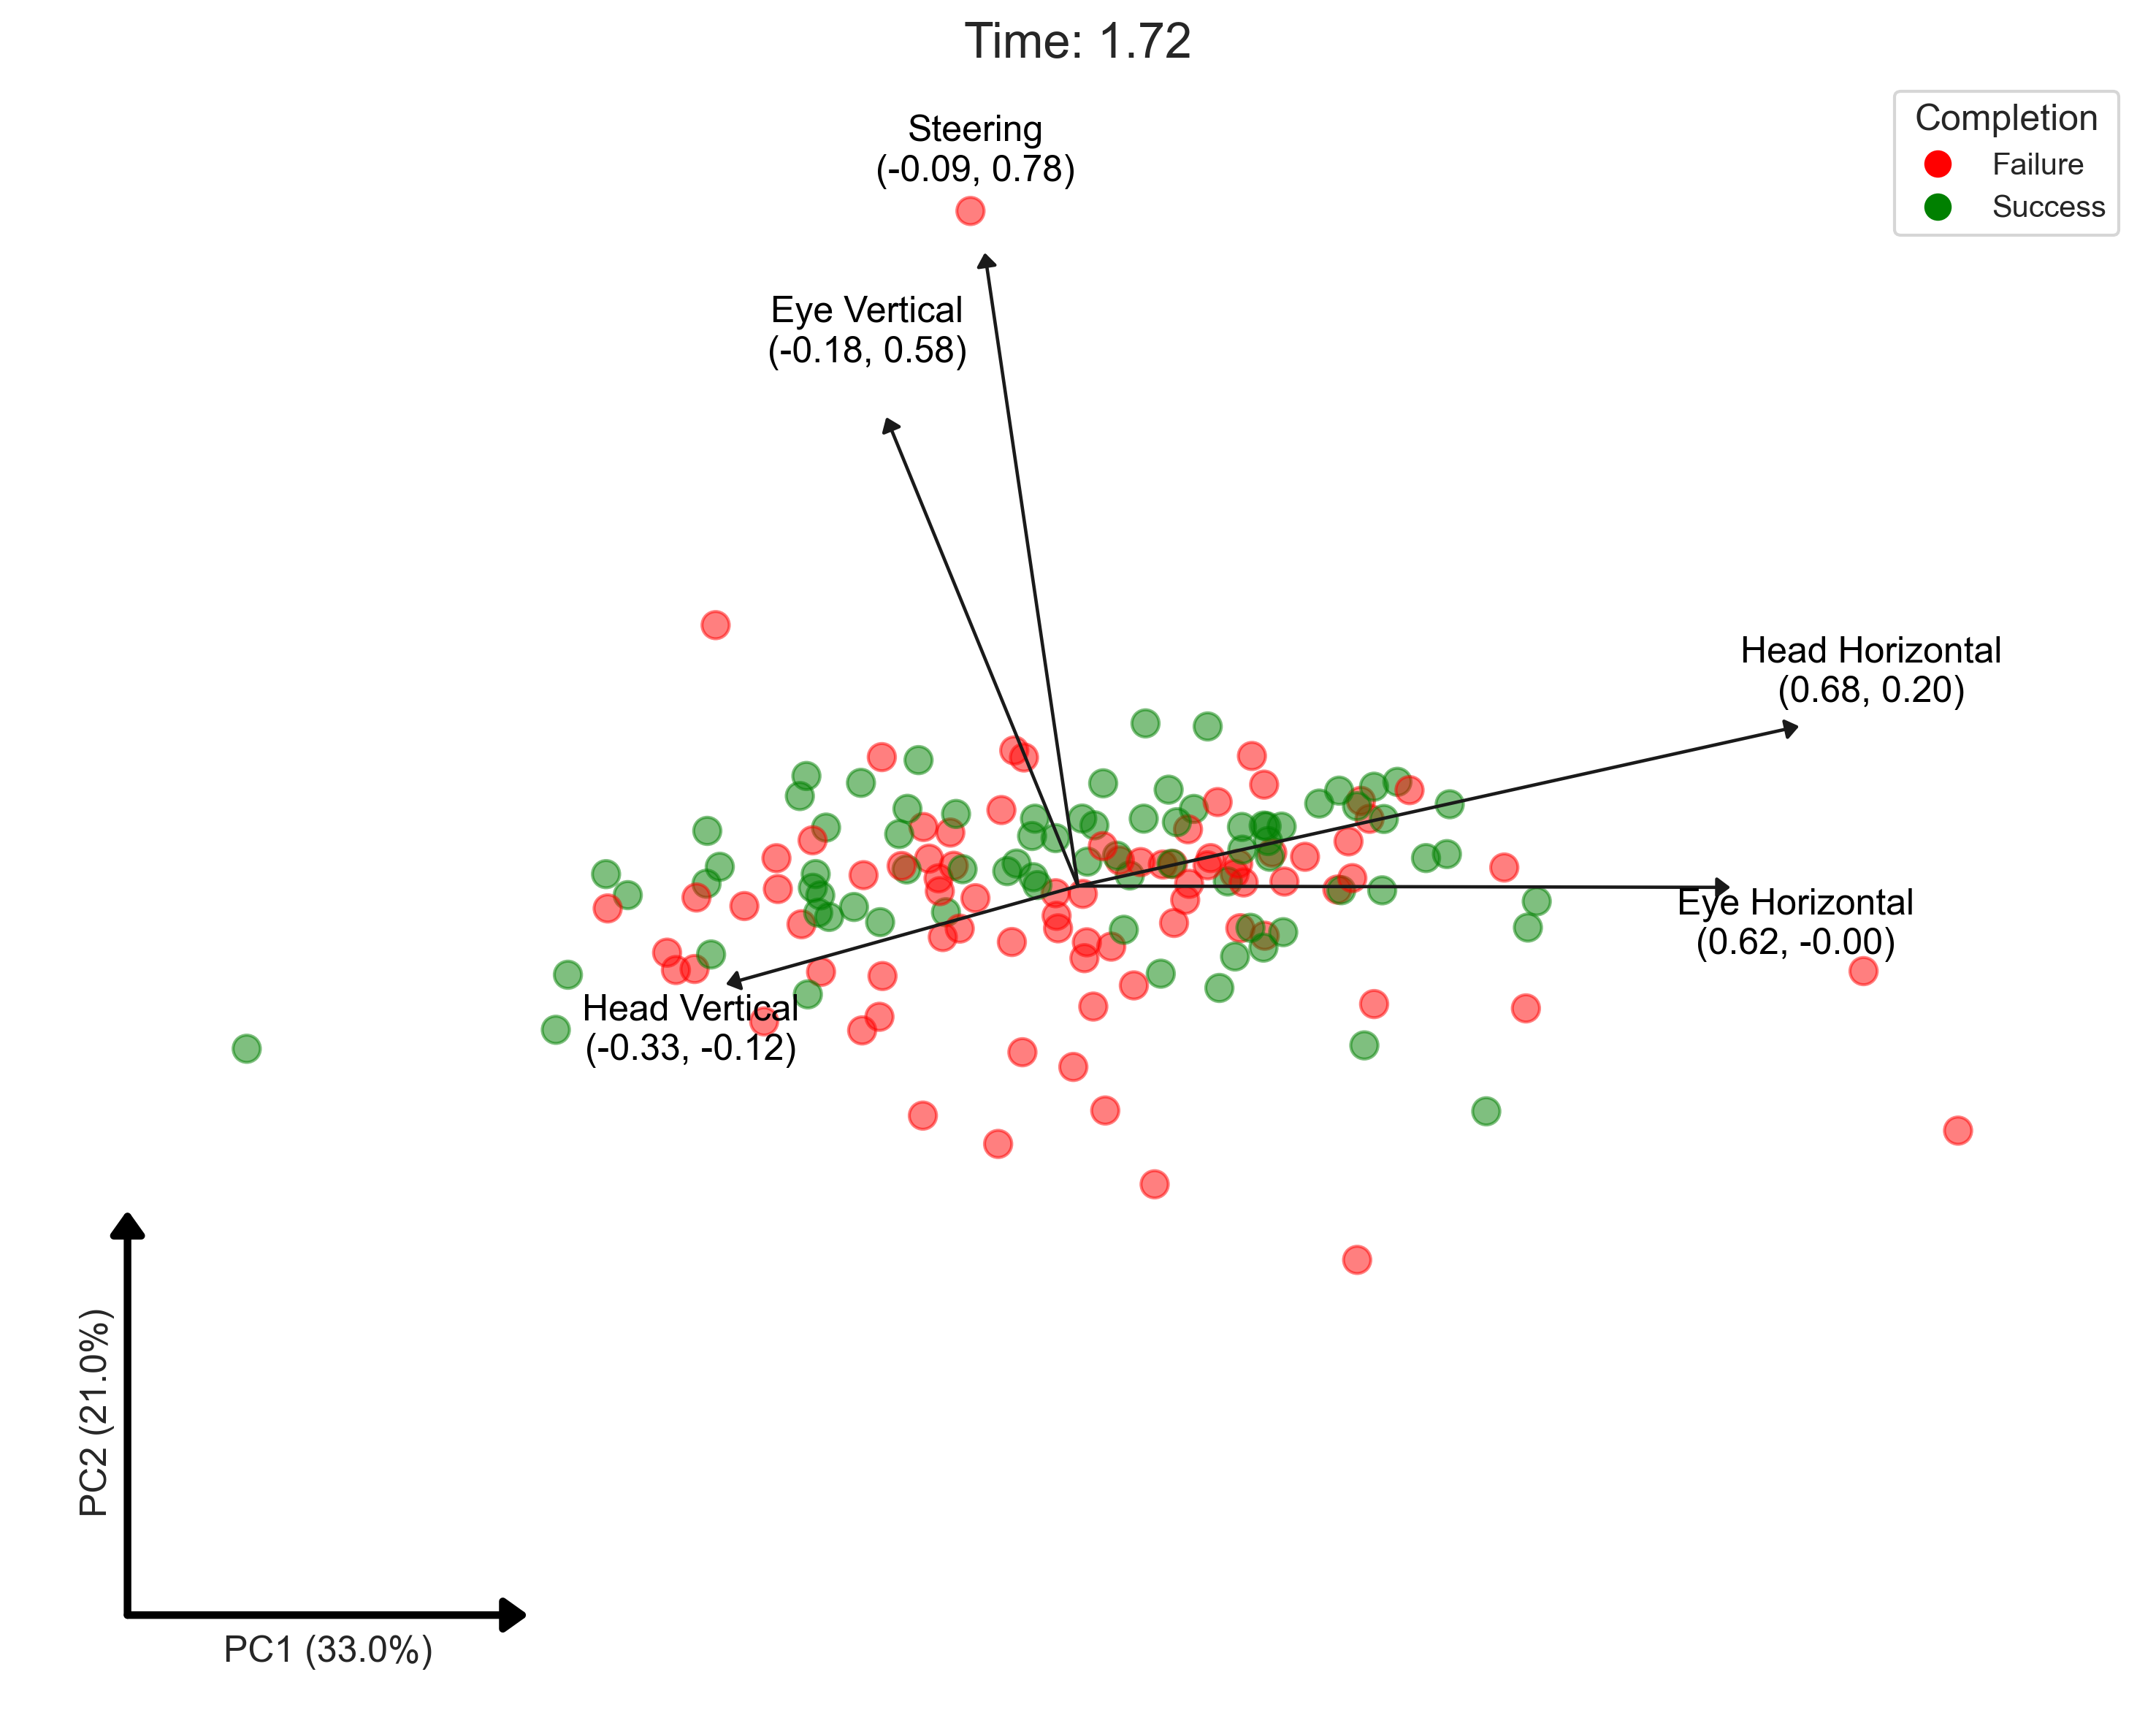 Time: 1.72
Completion
Failure
Success
Steering
(-0.09, 0.78)
Eye Vertical
(-0.18, 0.58)
Head Horizontal
(0.68, 0.20)
Eye Horizontal
(0.62, -0.00)
Head Vertical
(-0.33, -0.12)
PC2 (21.0%)
PC1 (33.0%)